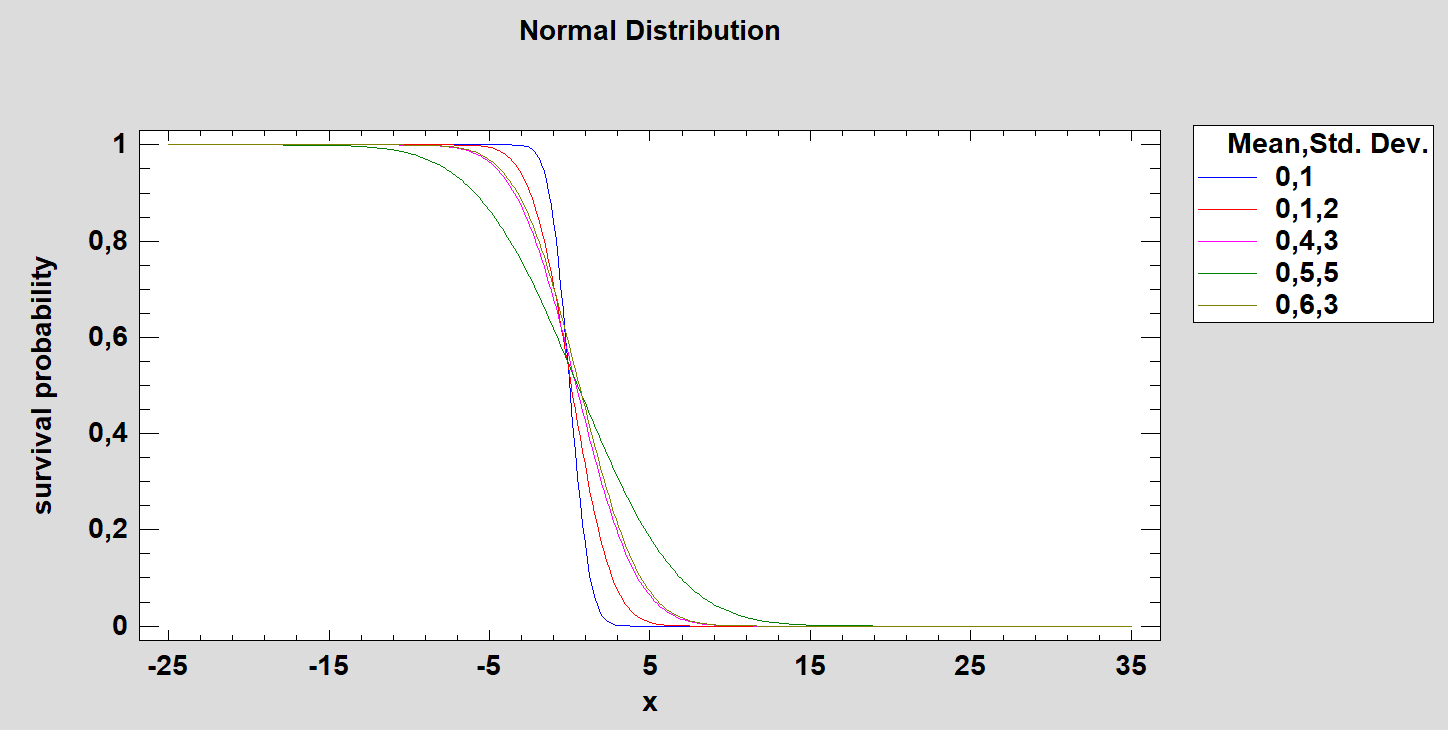 Normal Distribution
Mean,Std. Dev.
0,1
0,1,2
0,4,3
0,5,5
0,6,3
survival probability
1
0,8
0,6
0,4
0,2
0
-25 -15 -5 5 15 25 35
x